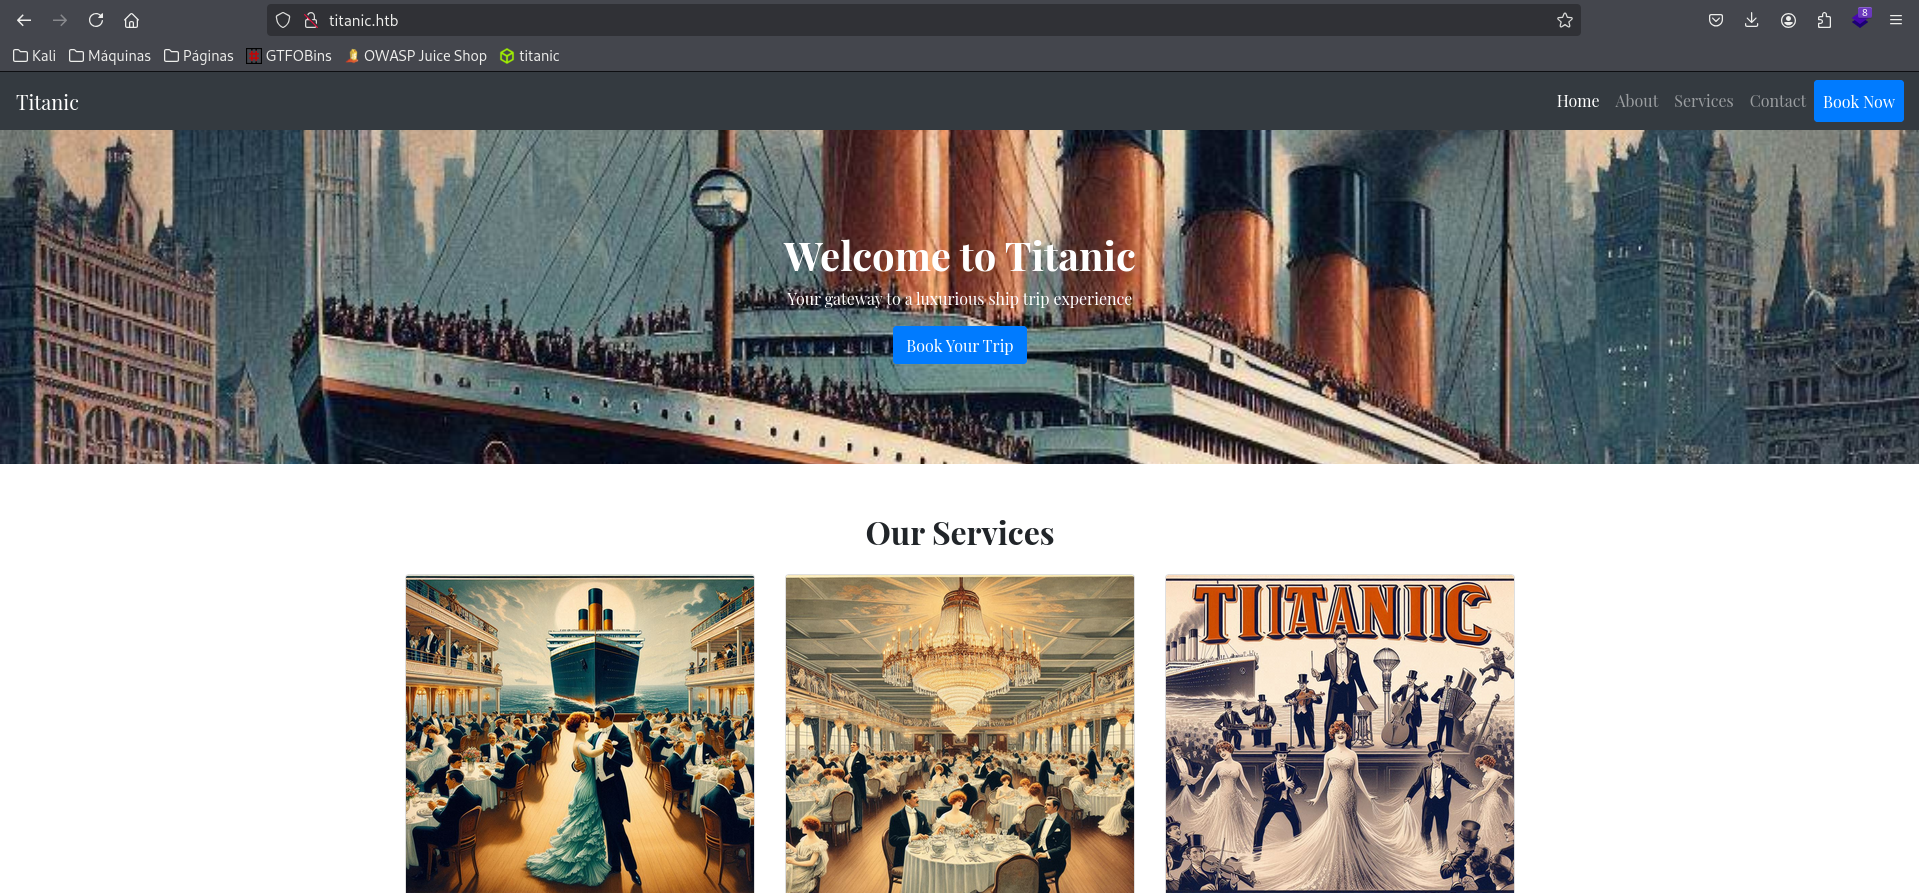 titanic.htb
8
Kali Máquinas Páginas GTFOBins OWASP Juice Shop titanic
Titanic
Home About Services Contact Book Now
Welcome to Titanic
Your gateway to a luxurious ship trip experience
Book Your Trip
Our Services
TITAANIIC